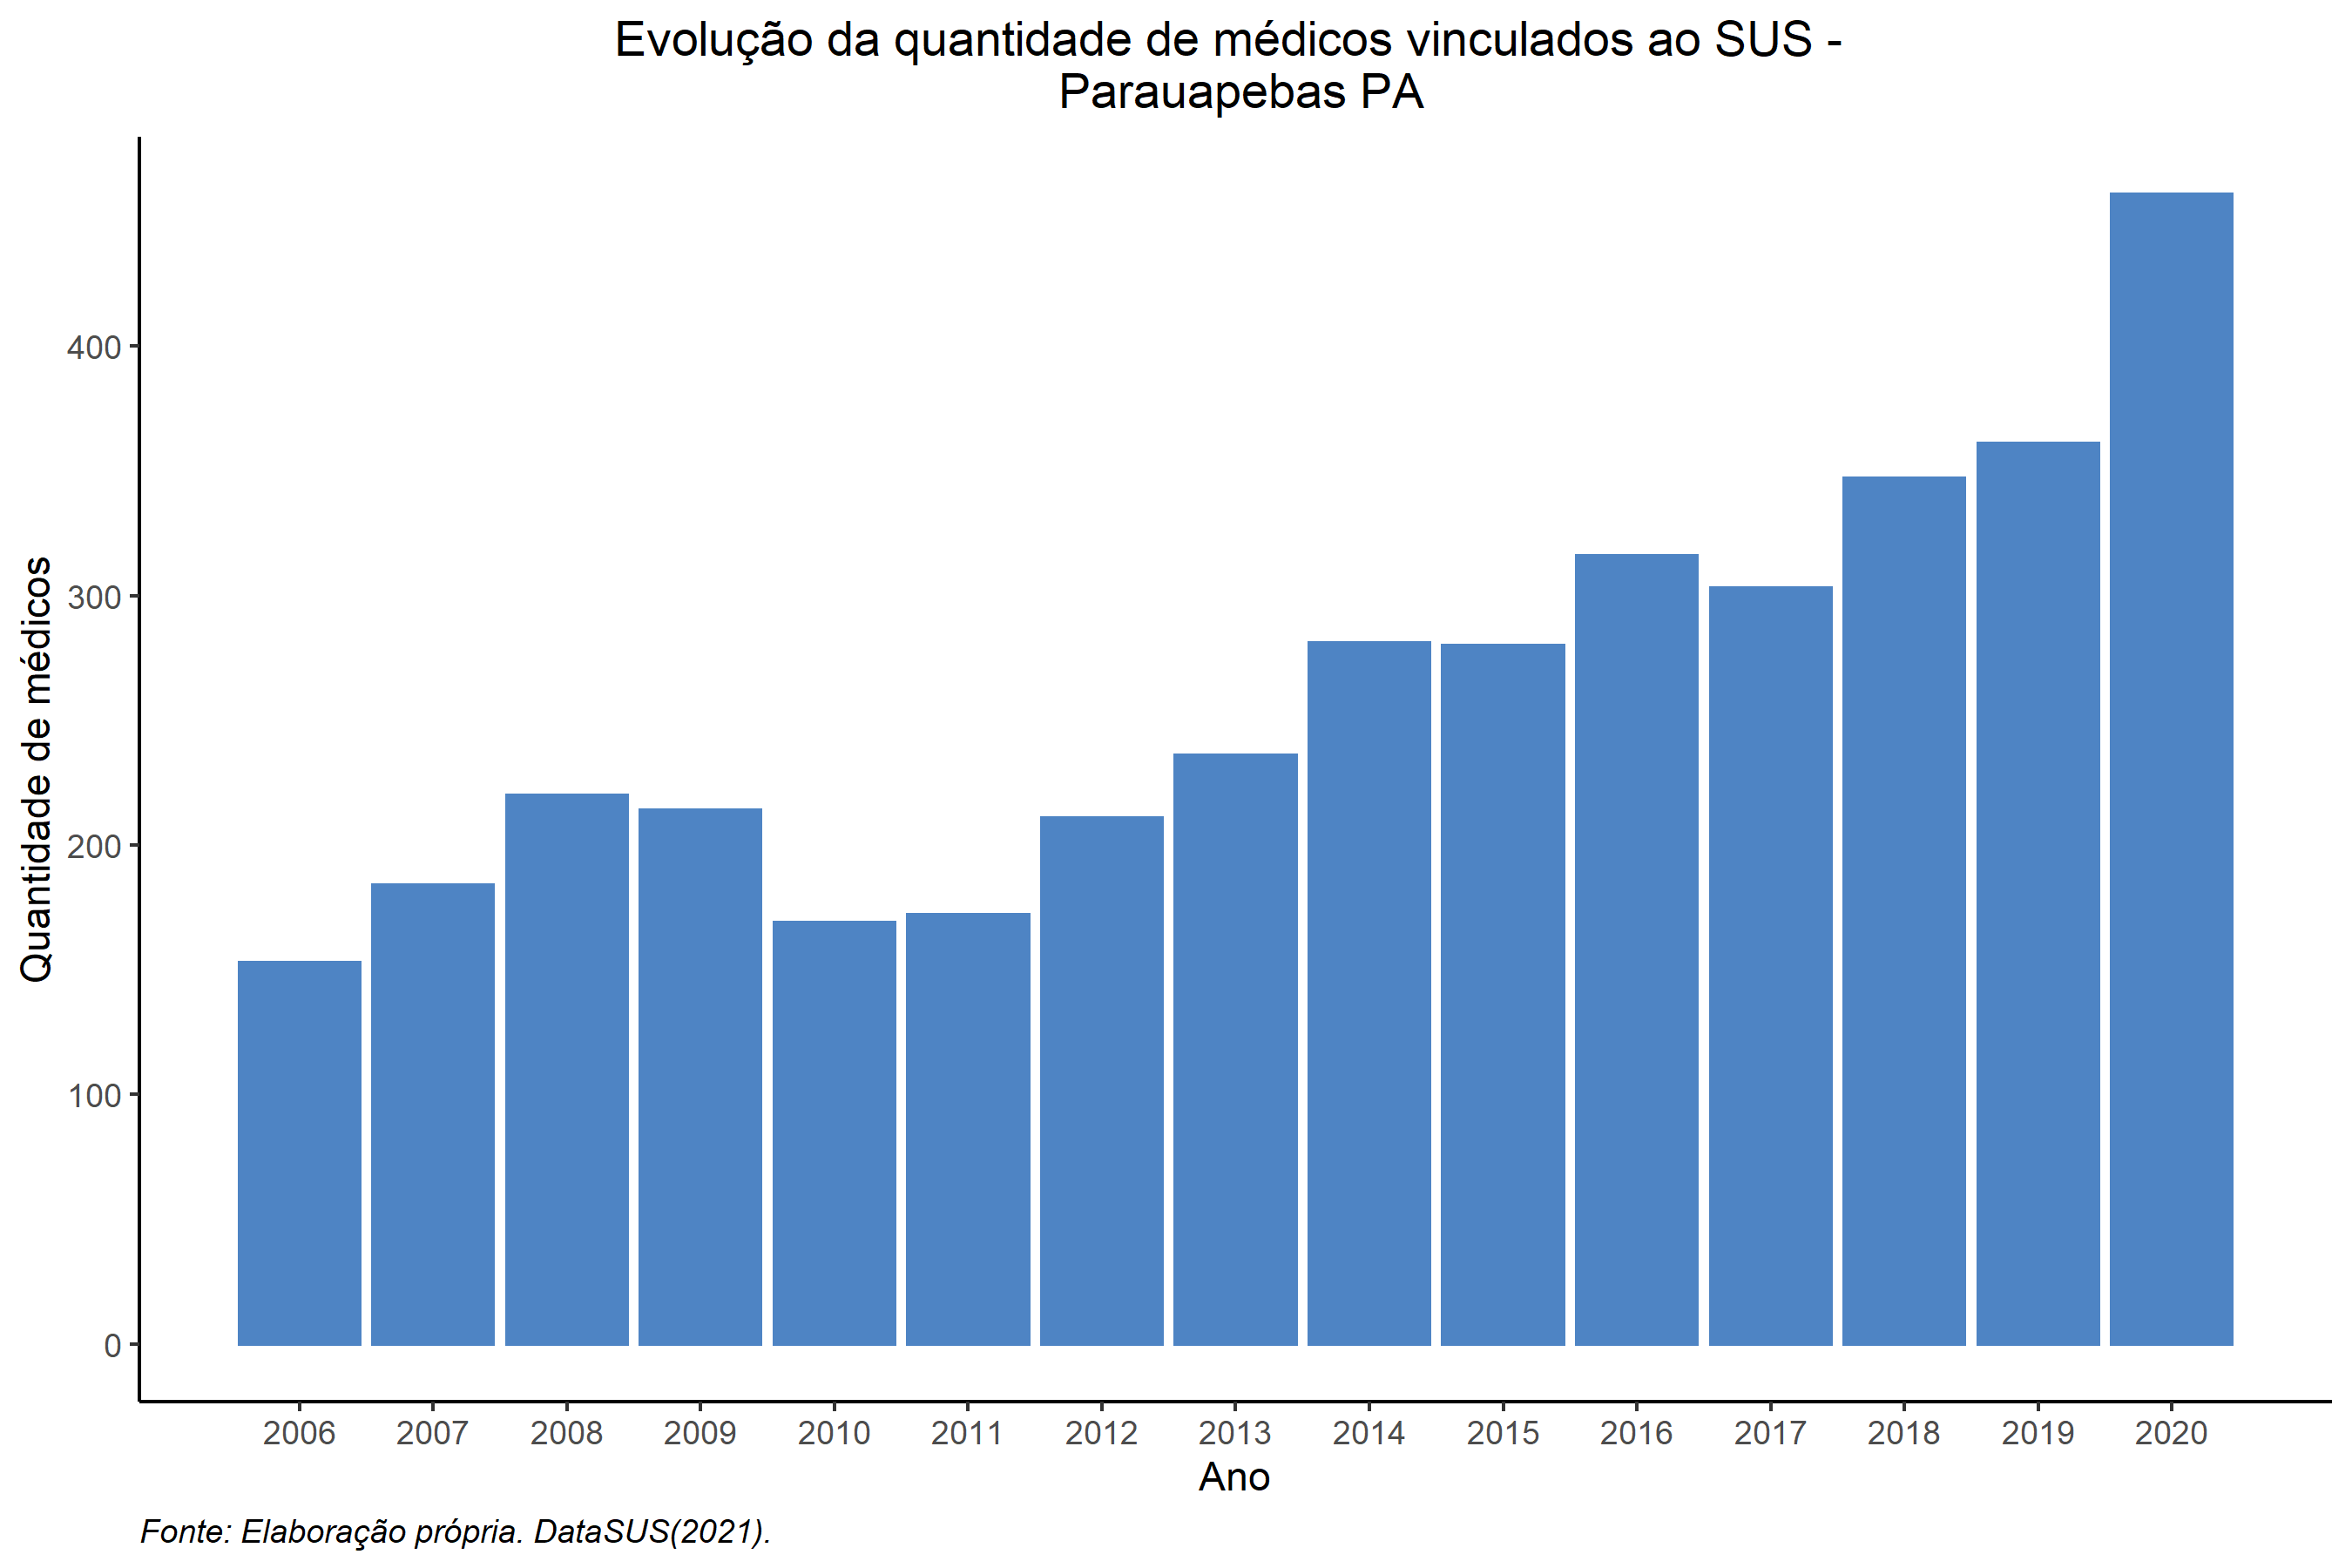 Evolução da quantidade de médicos vinculados ao SUS -
Parauapebas PA
Quantidade de médicos
400
300
200
100
0
2006 2007 2008 2009 2010 2011 2012 2013 2014 2015 2016 2017 2018 2019 2020
Ano
Fonte: Elaboração própria. DataSUS(2021).